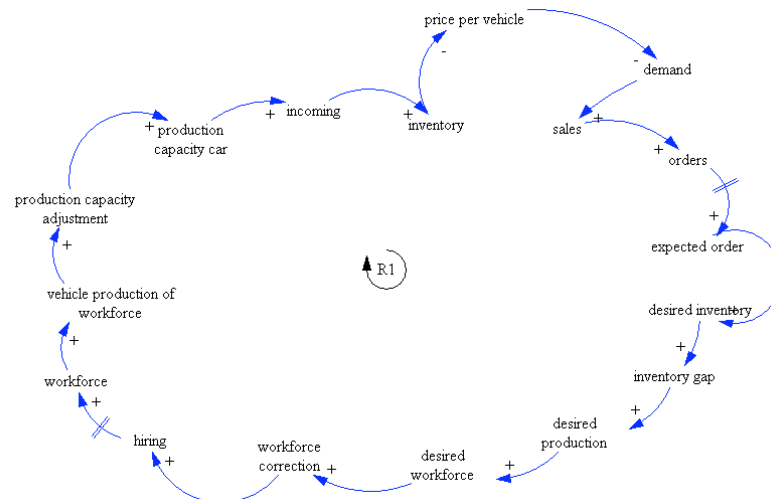 price per vehicle
-
-
demand
incoming
+
+
inventory
+
production
capacity car
sales
+
+
orders
production capacity
adjustment
+
+
expected order
R1
vehicle production of
workforce
desired inventory
+
+
+
inventory gap
workforce
+
+
desired
production
hiring
+
workforce
correction
+
desired
workforce
+